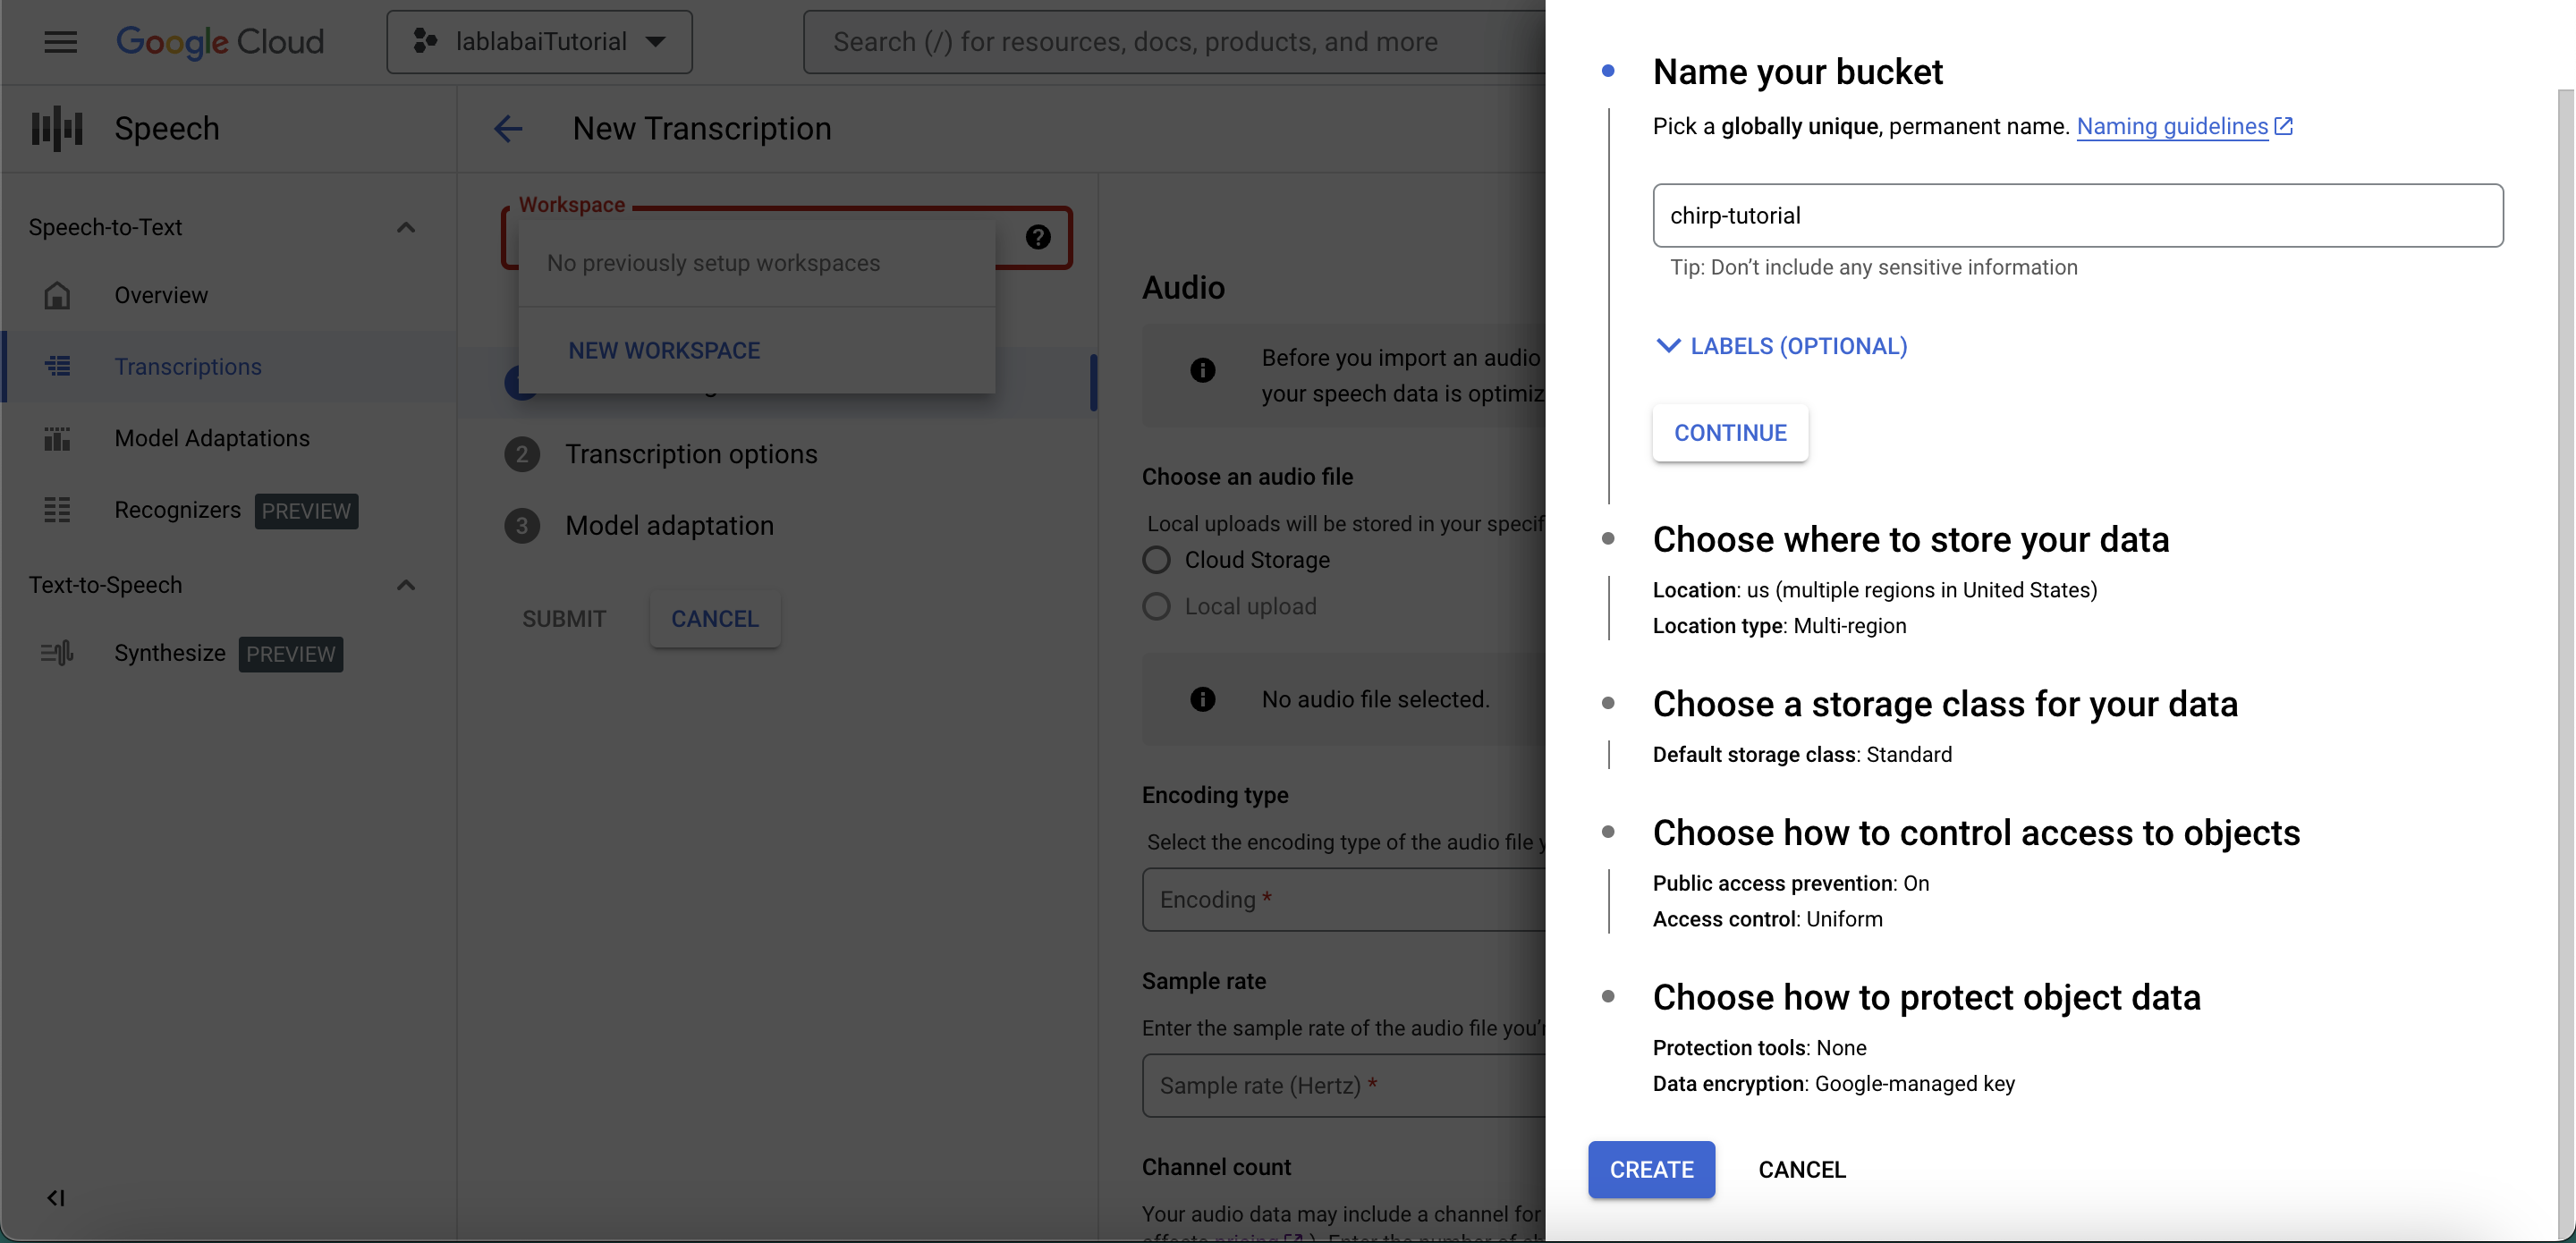 Google Cloud
lablabaiTutorial
Search (/) for resources, docs, products, and more
Speech
Speech-to-Text
Overview
Transcriptions
Model Adaptations
Recognizers PREVIEW
Text-to-Speech
Synthesize PREVIEW
New Transcription
Workspace
No previously setup workspaces
NEW WORKSPACE
2 Transcription options
3 Model adaptation
SUBMIT CANCEL
Audio
Before you import an audio
your speech data is optimiz
Choose an audio file
Local uploads will be stored in your specif
Cloud Storage
Local upload
No audio file selected.
Encoding type
Select the encoding type of the audio file y
Encoding *
Sample rate
Enter the sample rate of the audio file you'r
Sample rate (Hertz) *
Channel count
Your audio data may include a channel for
Name your bucket
Pick a globally unique, permanent name. Naming guidelines
chirp-tutorial
Tip: Don't include any sensitive information
LABELS (OPTIONAL)
CONTINUE
Choose where to store your data
Location: us (multiple regions in United States)
Location type: Multi-region
Choose a storage class for your data
Default storage class: Standard
Choose how to control access to objects
Public access prevention: On
Access control: Uniform
Choose how to protect object data
Protection tools: None
Data encryption: Google-managed key
CREATE CANCEL